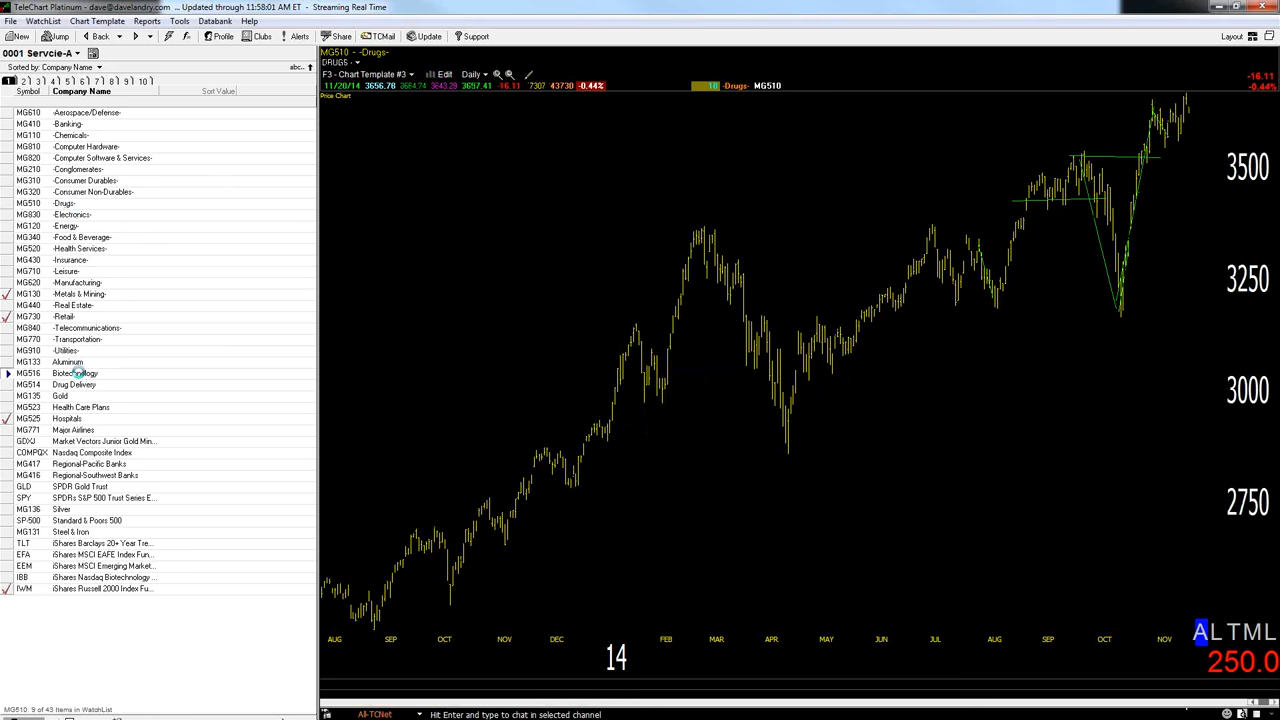 TeleChart Platinum - dave@davelandry.com ... Updated through 11:58:01 AM ET - Streaming Real Time
File WatchList Chart Template Reports Tools Databank Help
New Jump Back Profile Clubs Alerts Share TCMail Update Support Layout
0001 Servcie-A
Sorted by: Company Name abc..
1 2 3 4 5 6 7 8 9 10
Symbol Company Name Sort Value
MG610 -Aerospace/Defense-
MG410 -Banking-
MG110 -Chemicals-
MG810 -Computer Hardware-
MG820 -Computer Software & Services-
MG210 -Conglomerates-
MG310 -Consumer Durables-
MG320 -Consumer Non-Durables-
MG510 -Drugs-
MG830 -Electronics-
MG120 -Energy-
MG340 -Food & Beverage-
MG520 -Health Services-
MG430 -Insurance-
MG710 -Leisure-
MG620 -Manufacturing-
MG130 -Metals & Mining-
MG440 -Real Estate-
MG730 -Retail-
MG840 -Telecommunications-
MG770 -Transportation-
MG910 -Utilities-
MG133 Aluminum
MG516 Biotechnology
MG514 Drug Delivery
MG135 Gold
MG523 Health Care Plans
MG525 Hospitals
MG771 Major Airlines
GDXJ Market Vectors Junior Gold Min...
COMPQX Nasdaq Composite Index
MG417 Regional-Pacific Banks
MG416 Regional-Southwest Banks
GLD SPDR Gold Trust
SPY SPDRs S&P 500 Trust Series E...
MG136 Silver
SP-500 Standard & Poors 500
MG131 Steel & Iron
TLT iShares Barclays 20+ Year Tre...
EFA iShares MSCI EAFE Index Fun...
EEM iShares MSCI Emerging Market...
IBB iShares Nasdaq Biotechnology ...
IWM iShares Russell 2000 Index Fu...
MG510: 9 of 43 Items in WatchList
MG510 - -Drugs-
DRUGS -
F3 - Chart Template #3 Edit Daily
-16.11
11/20/14 3656.78 3664.74 3643.29 3657.41 -16.11 7307 43730 -0.44% 10 -Drugs- MG510
-0.44%
Price Chart
3500
3250
3000
2750
AUG SEP OCT NOV DEC FEB MAR APR MAY JUN JUL AUG SEP OCT NOV
14
ALTML
250.0
All-TCNet Hit Enter and type to chat in selected channel